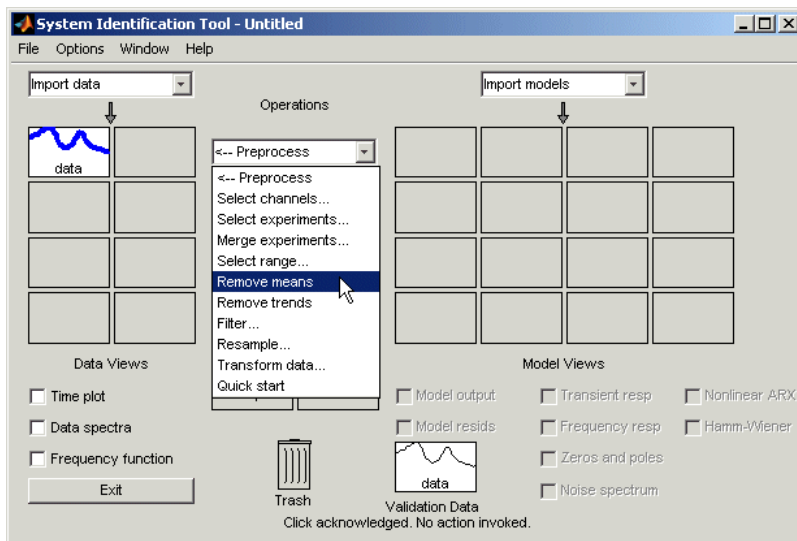 System Identification Tool - Untitled
File Options Window Help
Import data
Operations
Import models
data
<-- Preprocess
<-- Preprocess
Select channels...
Select experiments...
Merge experiments...
Select range...
Remove means
Remove trends
Filter...
Resample...
Transform data...
Quick start
Data Views
Time plot
Data spectra
Frequency function
Exit
Trash
Model Views
Model output
Transient resp
Nonlinear ARX
Model resids
Frequency resp
Hamm-Wiener
Zeros and poles
Noise spectrum
data
Validation Data
Click acknowledged. No action invoked.